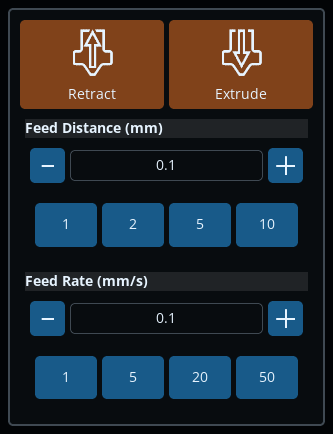 Retract Extrude
Feed Distance (mm)
− 0.1 +
1 2 5 10
Feed Rate (mm/s)
− 0.1 +
1 5 20 50